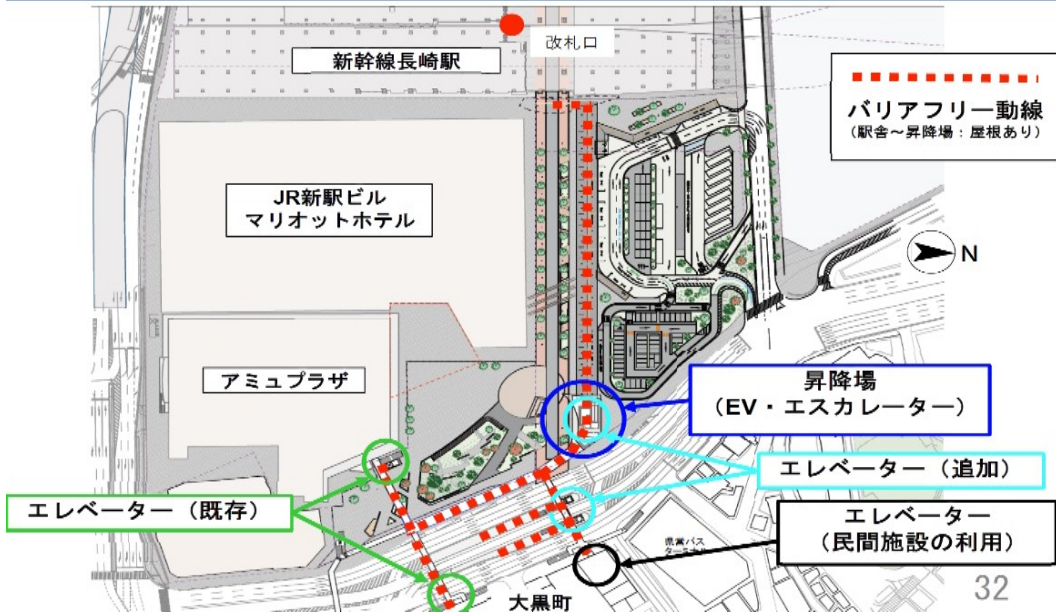 改札口
新幹線長崎駅
バリアフリー動線
(駅舎～昇降場：屋根あり)
JR新駅ビル
マリオットホテル
N
アミュプラザ
昇降場
(EV・エスカレーター)
エレベーター(追加)
エレベーター(既存)
エレベーター
(民間施設の利用)
県営バス
ターミナル
大黒町
32